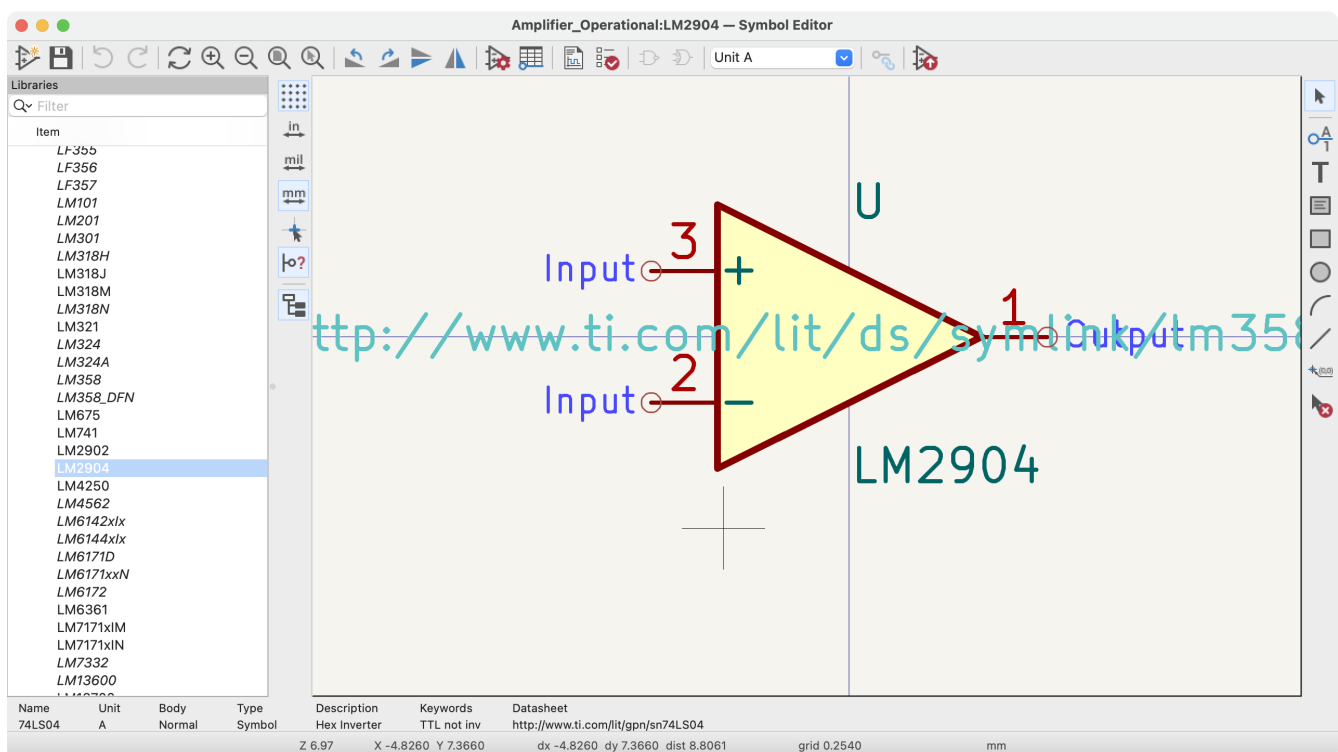 Amplifier_Operational:LM2904 — Symbol Editor
Unit A
Libraries
Filter
Item
LF355
LF356
LF357
LM101
LM201
LM301
LM318H
LM318J
LM318M
LM318N
LM321
LM324
LM324A
LM358
LM358_DFN
LM675
LM741
LM2902
LM2904
LM4250
LM4562
LM6142xIx
LM6144xIx
LM6171D
LM6171xxN
LM6172
LM6361
LM7171xIM
LM7171xIN
LM7332
LM13600
in
mil
mm
U
3
Input
+
1
ttp://www.ti.com/lit/ds/symlink/lm358
Output
2
Input
−
LM2904
A
1
T
(0,0)
Name Unit Body Type Description Keywords Datasheet
74LS04 A Normal Symbol Hex Inverter TTL not inv http://www.ti.com/lit/gpn/sn74LS04
Z 6.97 X -4.8260 Y 7.3660 dx -4.8260 dy 7.3660 dist 8.8061 grid 0.2540 mm